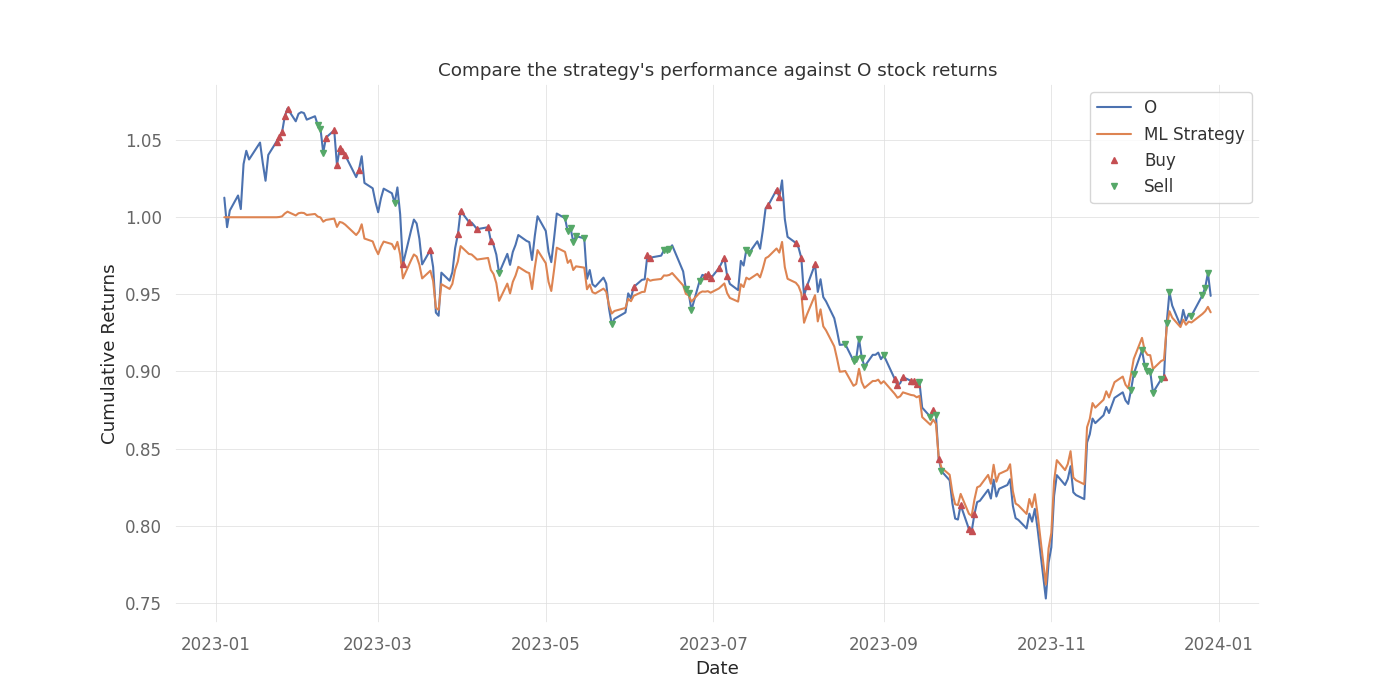 Compare the strategy's performance against O stock returns
O
ML Strategy
Buy
Sell
Cumulative Returns
1.05
1.00
0.95
0.90
0.85
0.80
0.75
2023-01 2023-03 2023-05 2023-07 2023-09 2023-11 2024-01
Date